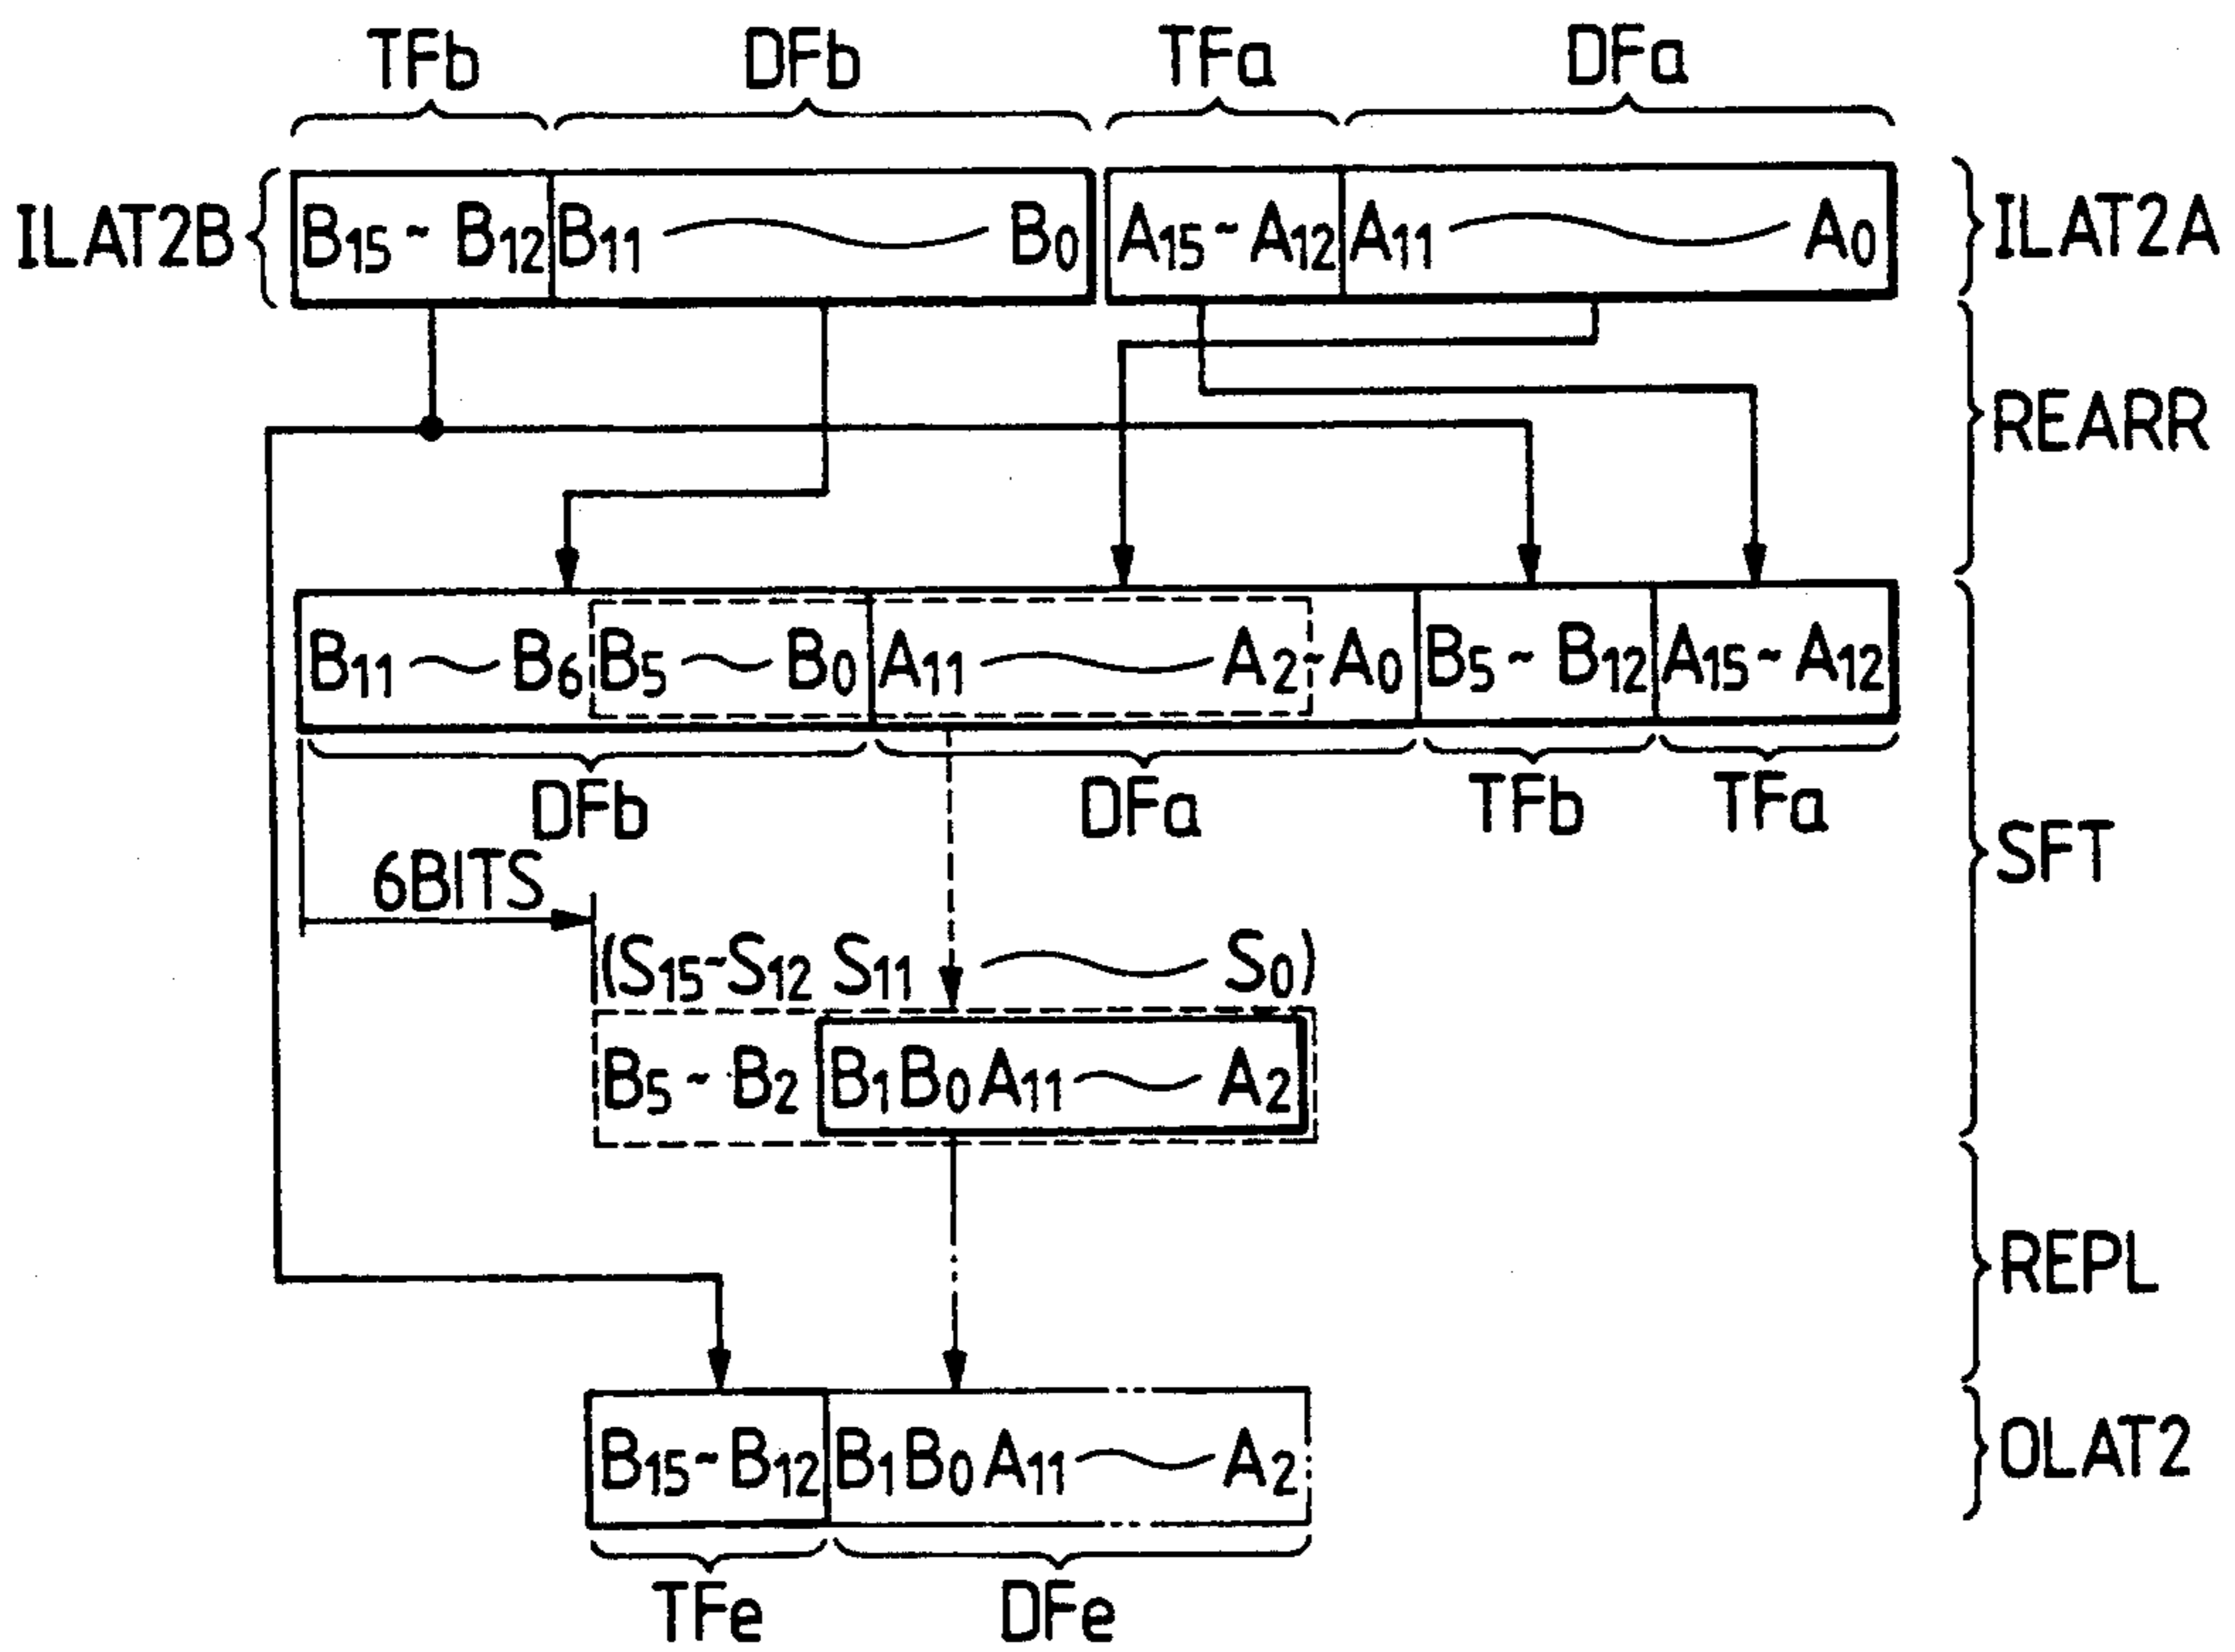 TFb DFb TFa DFa
ILAT2B B15 ~ B12 B11 ~ B0 A15 ~ A12 A11 ~ A0 ILAT2A
REARR
B11 ~ B6 B5 ~ B0 A11 ~ A2 - A0 B5 ~ B12 A15 ~ A12
DFb DFa TFb TFa
SFT
6BITS
(S15 ~ S12 S11 ~ S0)
B5 ~ B2 B1 B0 A11 ~ A2
REPL
B15 ~ B12 B1 B0 A11 ~ A2 OLAT2
TFe DFe